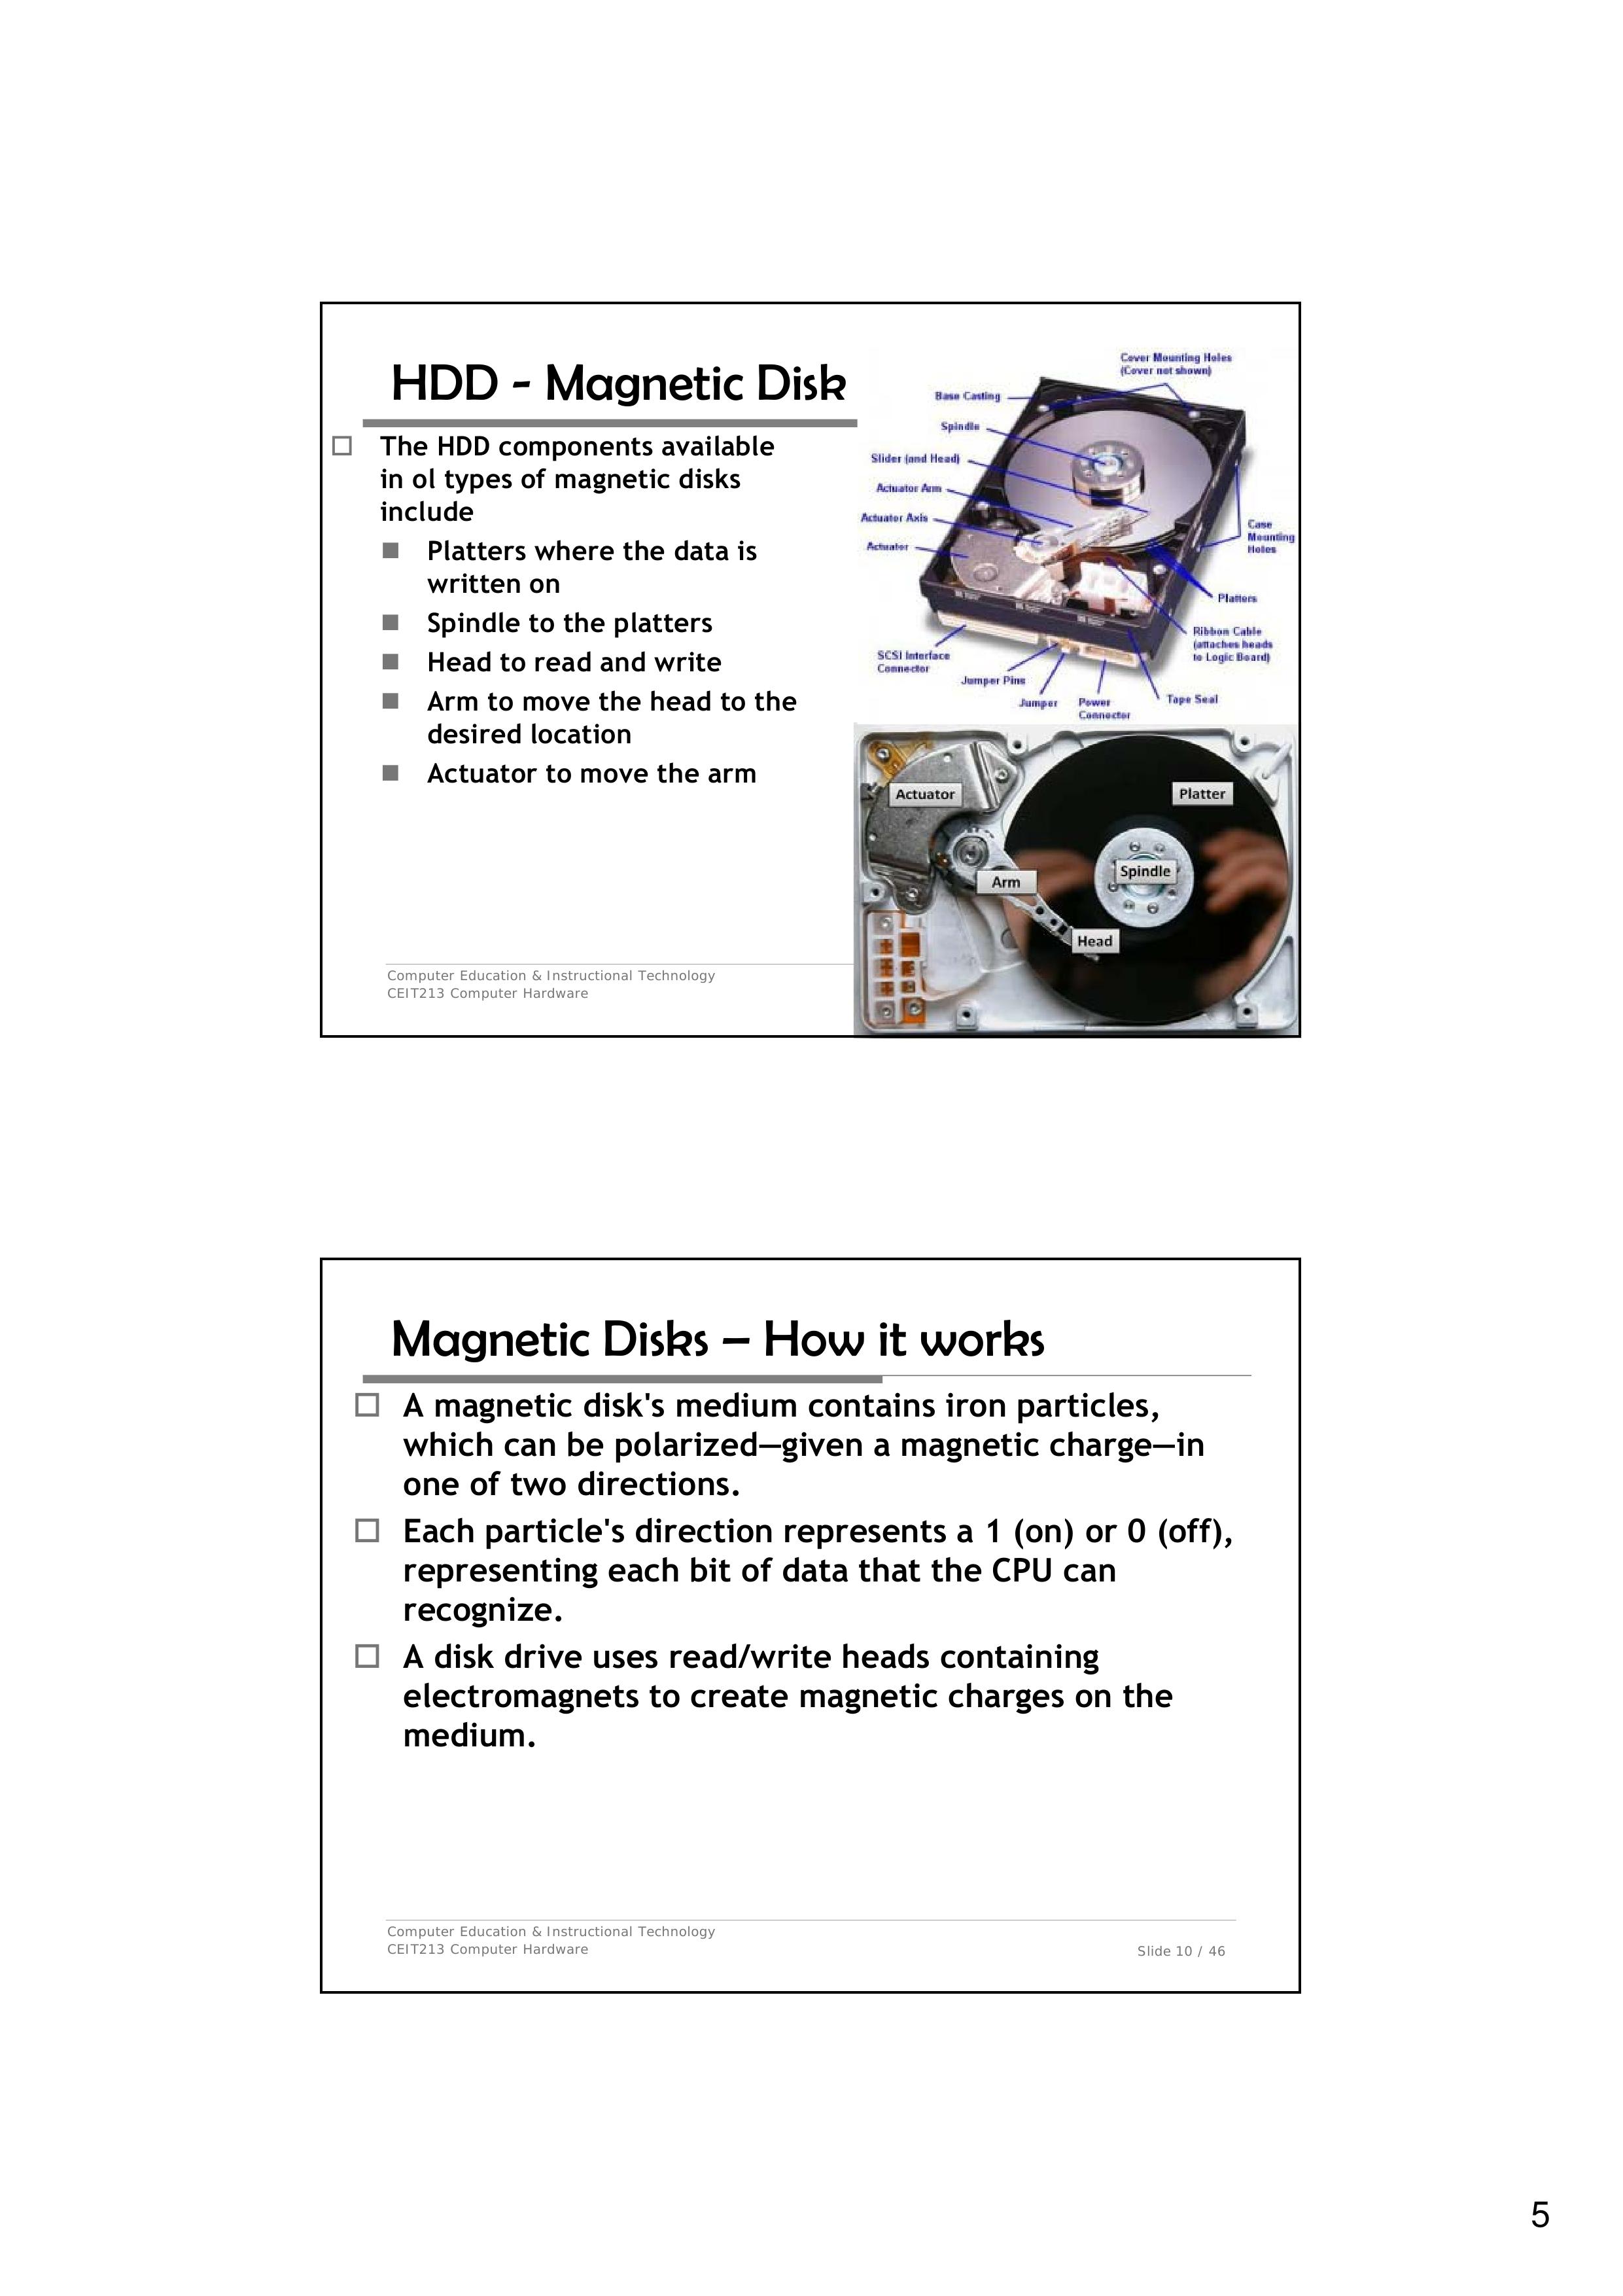 HDD - Magnetic Disk
The HDD components available
in ol types of magnetic disks
include
Platters where the data is
written on
Spindle to the platters
Head to read and write
Arm to move the head to the
desired location
Actuator to move the arm
Cover Mounting Holes
(Cover not shown)
Base Casting
Spindle
Slider (and Head)
Actuator Arm
Actuator Axis
Actuator
Case
Mounting
Holes
Platters
Ribbon Cable
(attaches heads
to Logic Board)
SCSI Interface
Connector
Jumper Pins
Jumper
Power
Connector
Tape Seal
Actuator
Platter
Spindle
Arm
Head
Computer Education & Instructional Technology
CEIT213 Computer Hardware
Magnetic Disks – How it works
A magnetic disk's medium contains iron particles,
which can be polarized—given a magnetic charge—in
one of two directions.
Each particle's direction represents a 1 (on) or 0 (off),
representing each bit of data that the CPU can
recognize.
A disk drive uses read/write heads containing
electromagnets to create magnetic charges on the
medium.
Computer Education & Instructional Technology
CEIT213 Computer Hardware
Slide 10 / 46
5